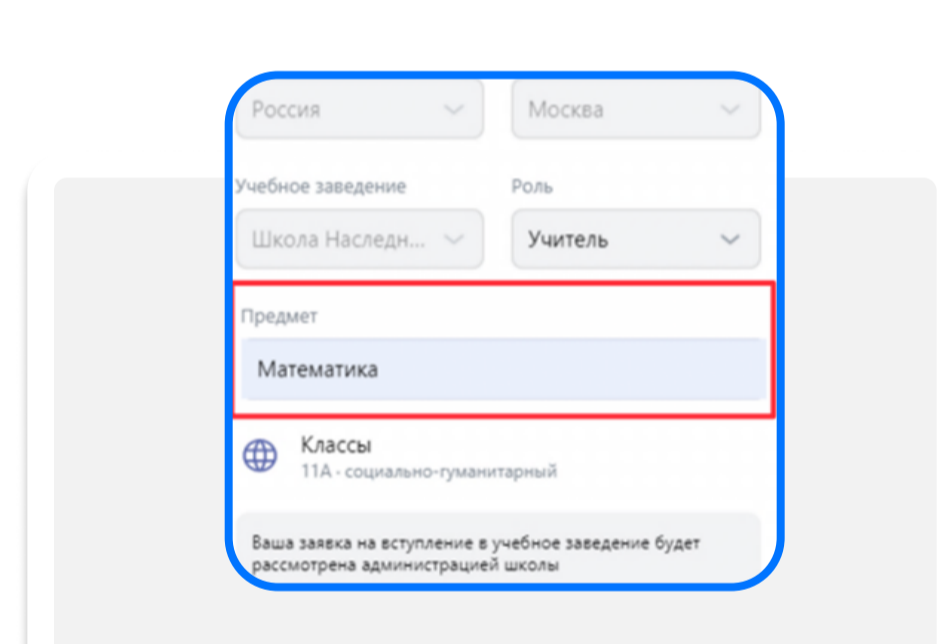 Россия
Москва
Учебное заведение
Роль
Школа Наследн...
Учитель
Предмет
Математика
Классы
11А - социально-гуманитарный
Ваша заявка на вступление в учебное заведение будет
рассмотрена администрацией школы